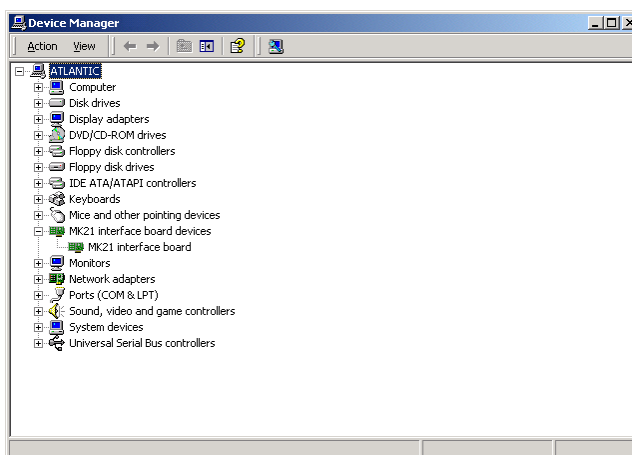 Device Manager
Action View
ATLANTIC
Computer
Disk drives
Display adapters
DVD/CD-ROM drives
Floppy disk controllers
Floppy disk drives
IDE ATA/ATAPI controllers
Keyboards
Mice and other pointing devices
MK21 interface board devices
MK21 interface board
Monitors
Network adapters
Ports (COM & LPT)
Sound, video and game controllers
System devices
Universal Serial Bus controllers